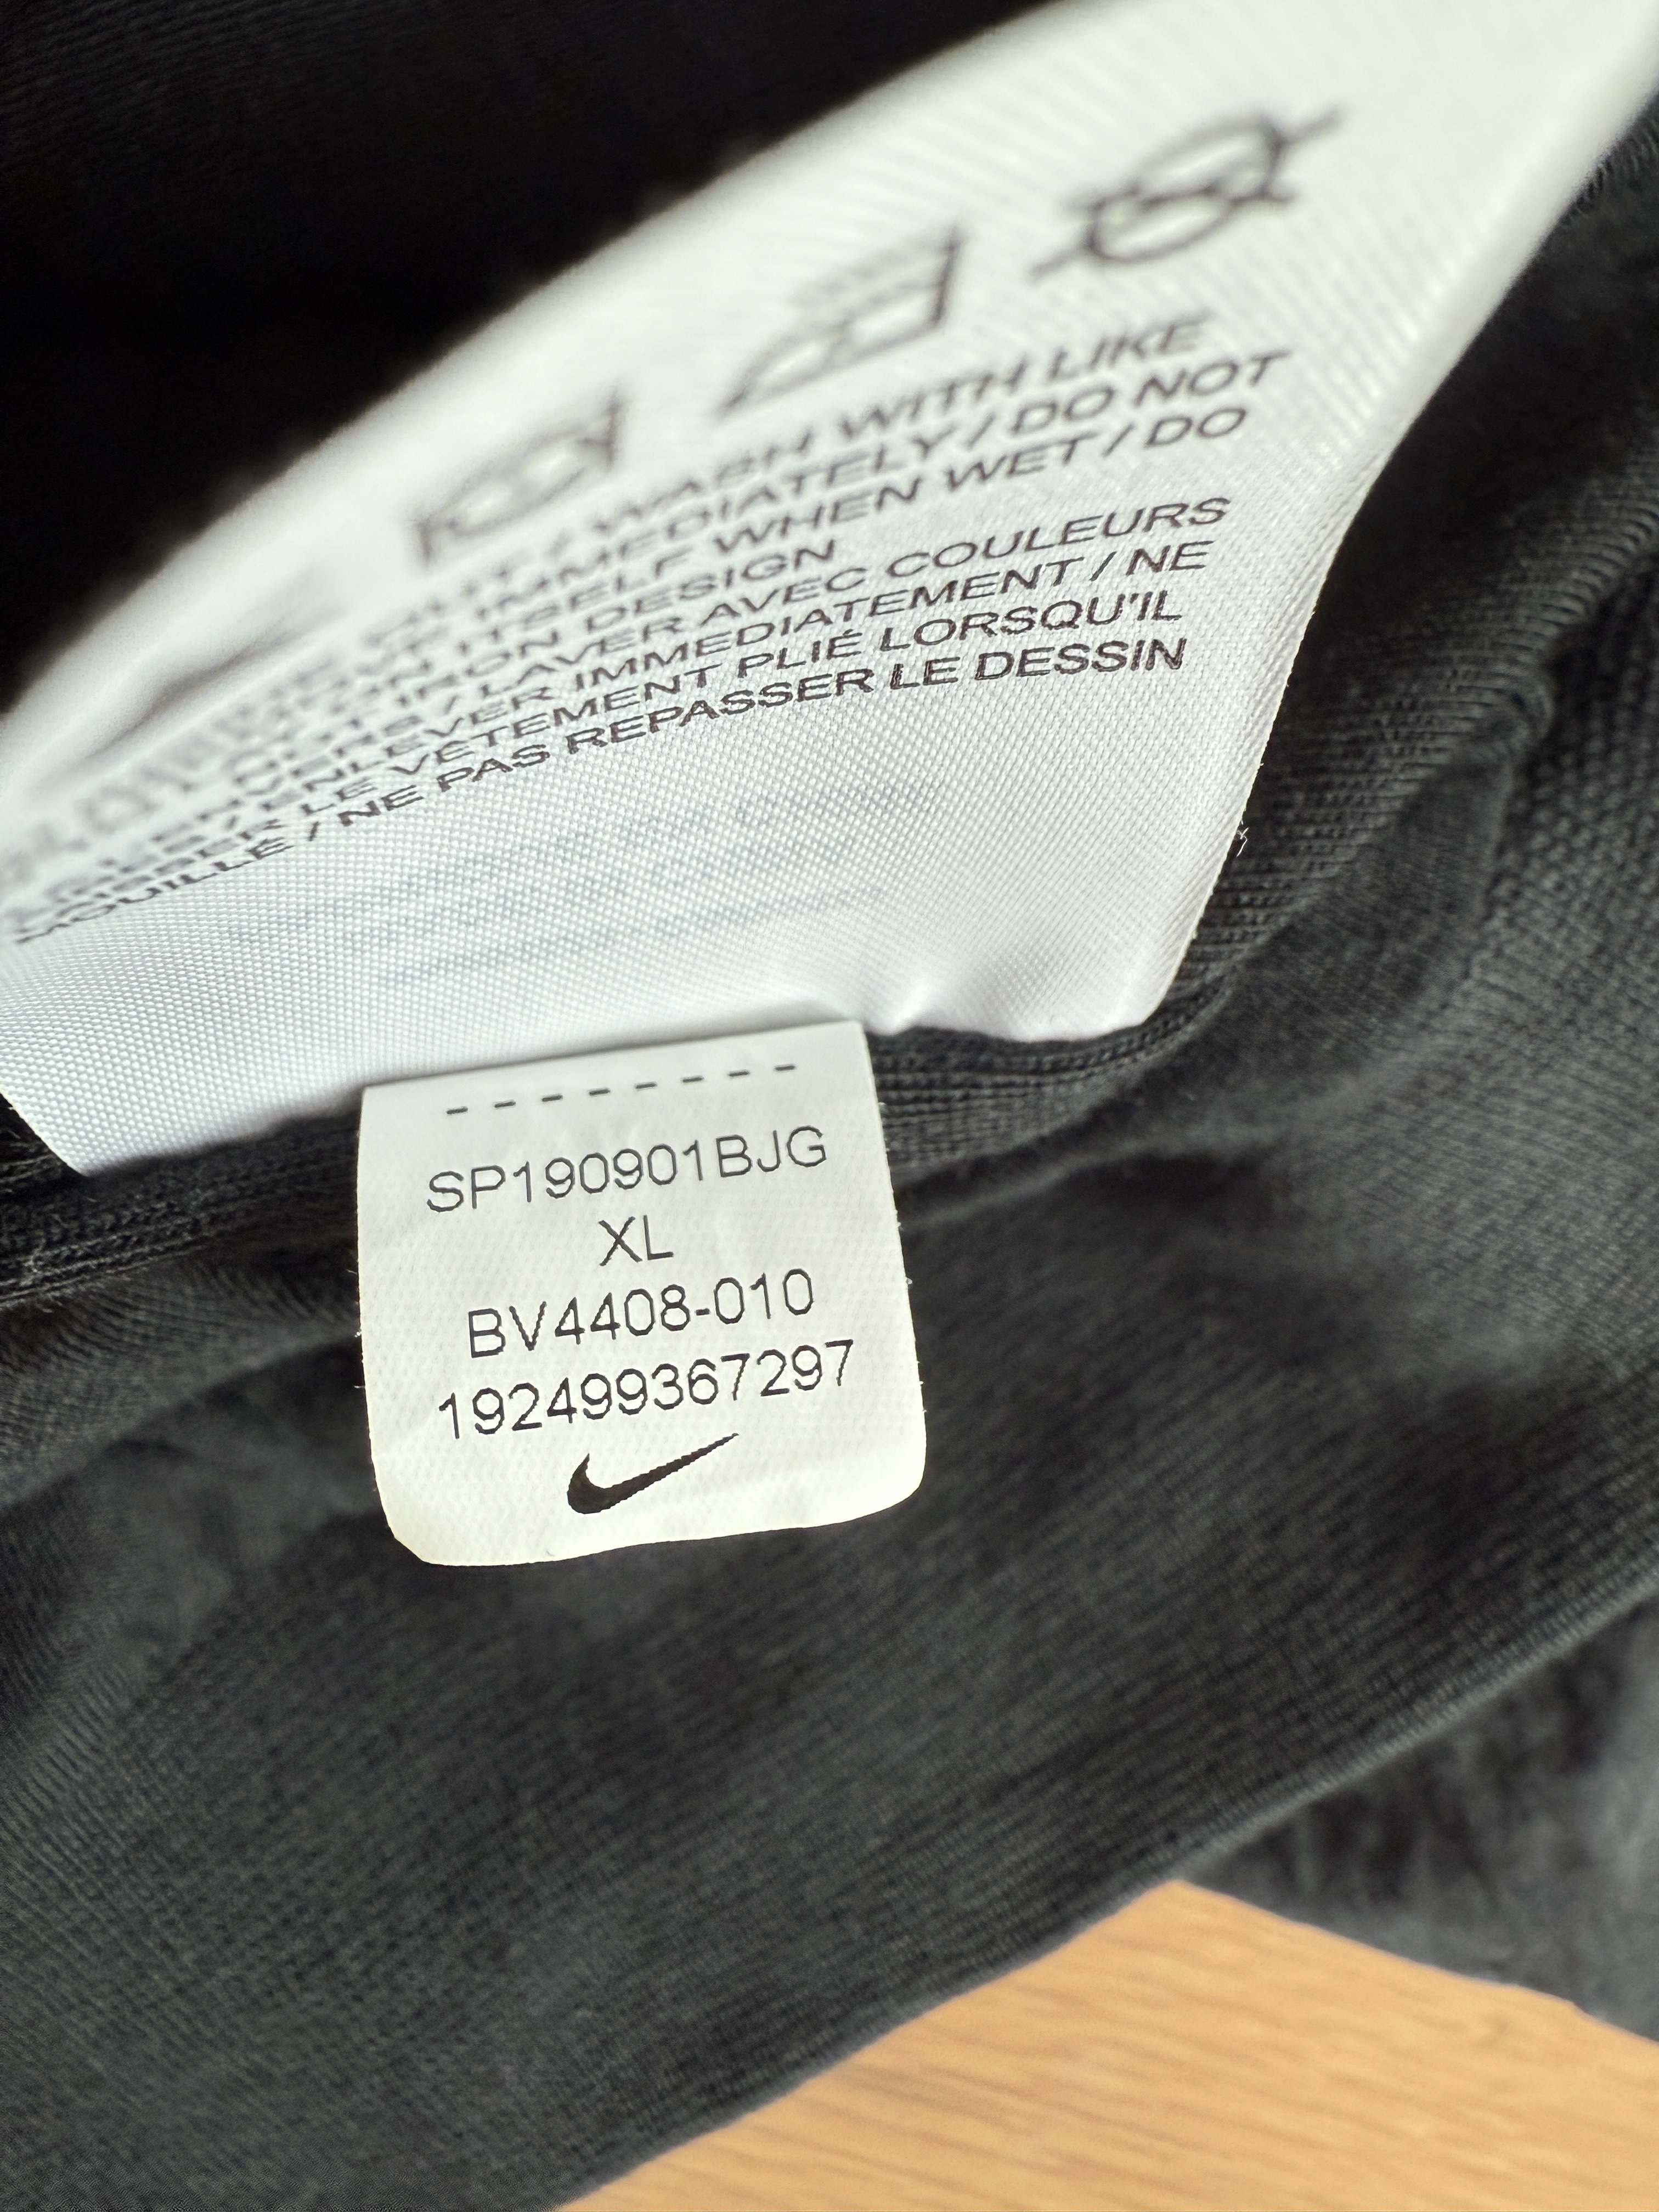 WASH WITH LIKE
IMMEDIATELY / DO NOT
ITSELF WHEN WET / DO
IRON DESIGN
/ LAVER AVEC COULEURS
IMMEDIATEMENT / NE
LE VÊTEMENT PLIÉ LORSQU'IL
MOUILLÉ / NE PAS REPASSER LE DESSIN
SP190901BJG
XL
BV4408-010
192499367297